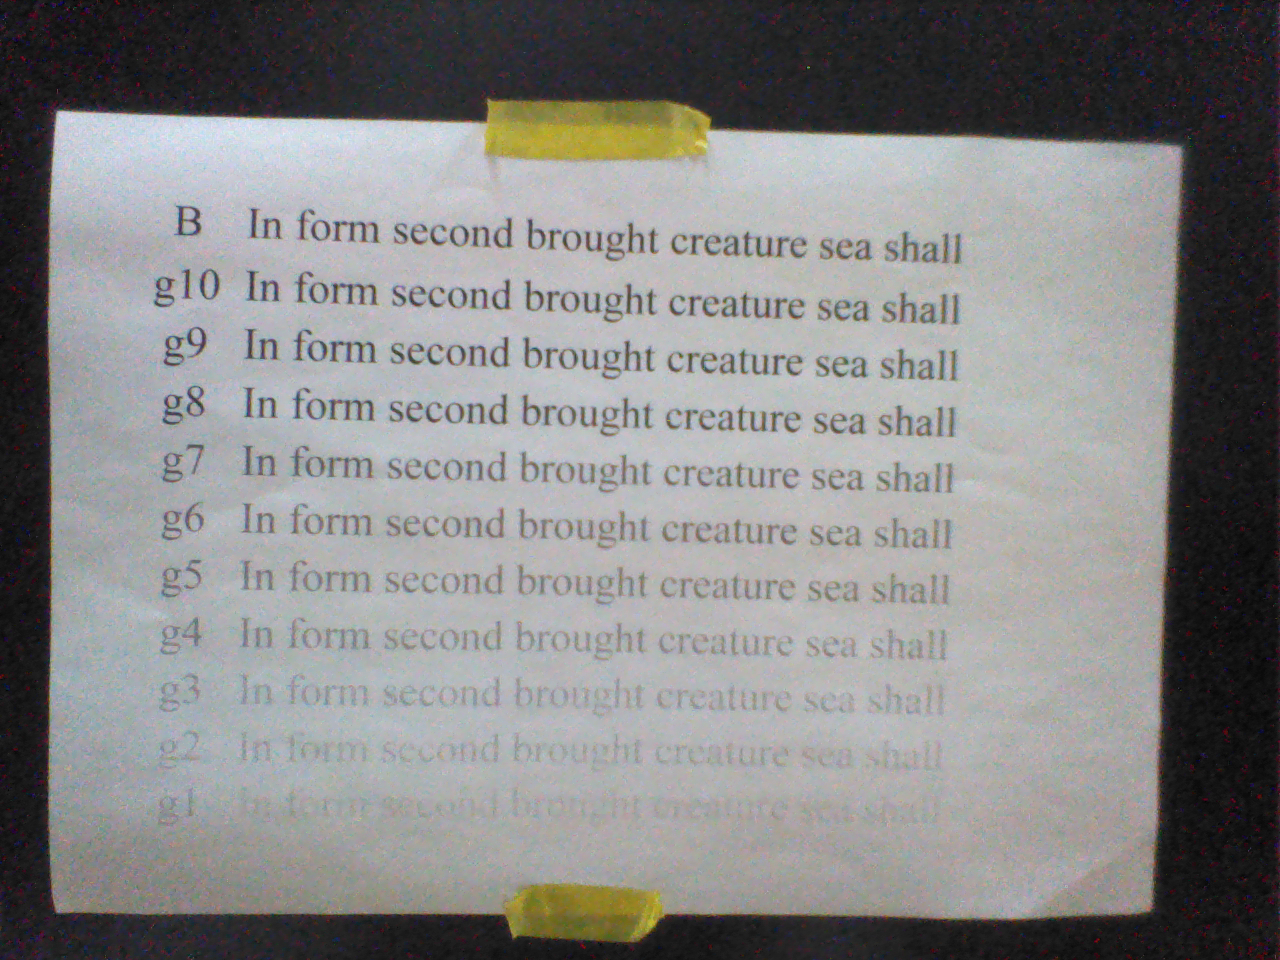 B In form second brought creature sea shall
g10 In form second brought creature sea shall
g9 In form second brought creature sea shall
g8 In form second brought creature sea shall
g7 In form second brought creature sea shall
g6 In form second brought creature sea shall
g5 In form second brought creature sea shall
g4 In form second brought creature sea shall
g3 In form second brought creature sea shall
g2 In form second brought creature sea shall
g1 In form second brought creature sea shall